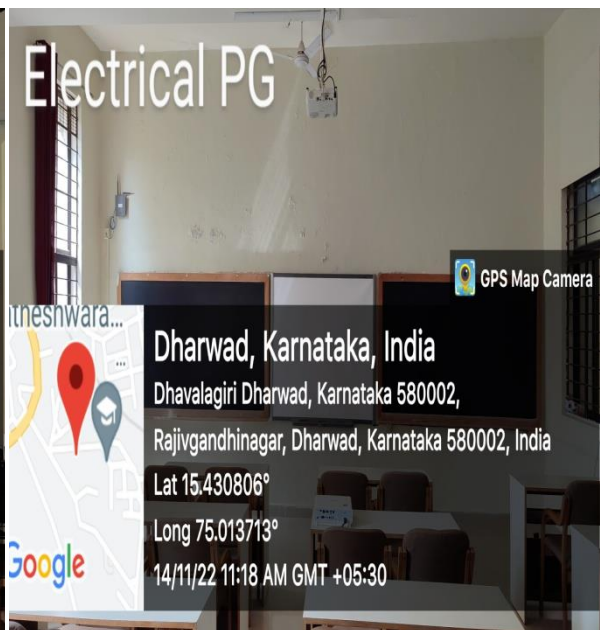 Electrical PG
GPS Map Camera
itheshwara...
Dharwad, Karnataka, India
Dhavalagiri Dharwad, Karnataka 580002,
Rajivgandhinagar, Dharwad, Karnataka 580002, India
Lat 15.430806°
Long 75.013713°
14/11/22 11:18 AM GMT +05:30
Google